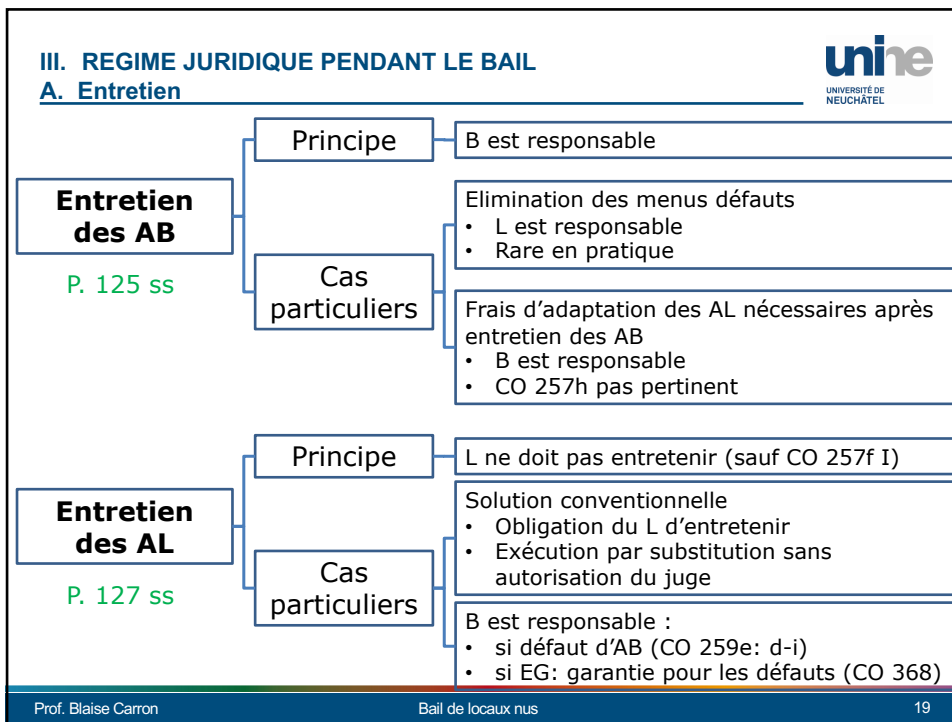 III. REGIME JURIDIQUE PENDANT LE BAIL
A. Entretien
unine
UNIVERSITÉ DE
NEUCHÂTEL
Entretien
des AB
P. 125 ss
Principe
B est responsable
Cas
particuliers
Elimination des menus défauts
• L est responsable
• Rare en pratique
Frais d'adaptation des AL nécessaires après
entretien des AB
• B est responsable
• CO 257h pas pertinent
Entretien
des AL
P. 127 ss
Principe
L ne doit pas entretenir (sauf CO 257f I)
Cas
particuliers
Solution conventionnelle
• Obligation du L d'entretenir
• Exécution par substitution sans
autorisation du juge
B est responsable :
• si défaut d'AB (CO 259e: d-i)
• si EG: garantie pour les défauts (CO 368)
Prof. Blaise Carron
Bail de locaux nus
19